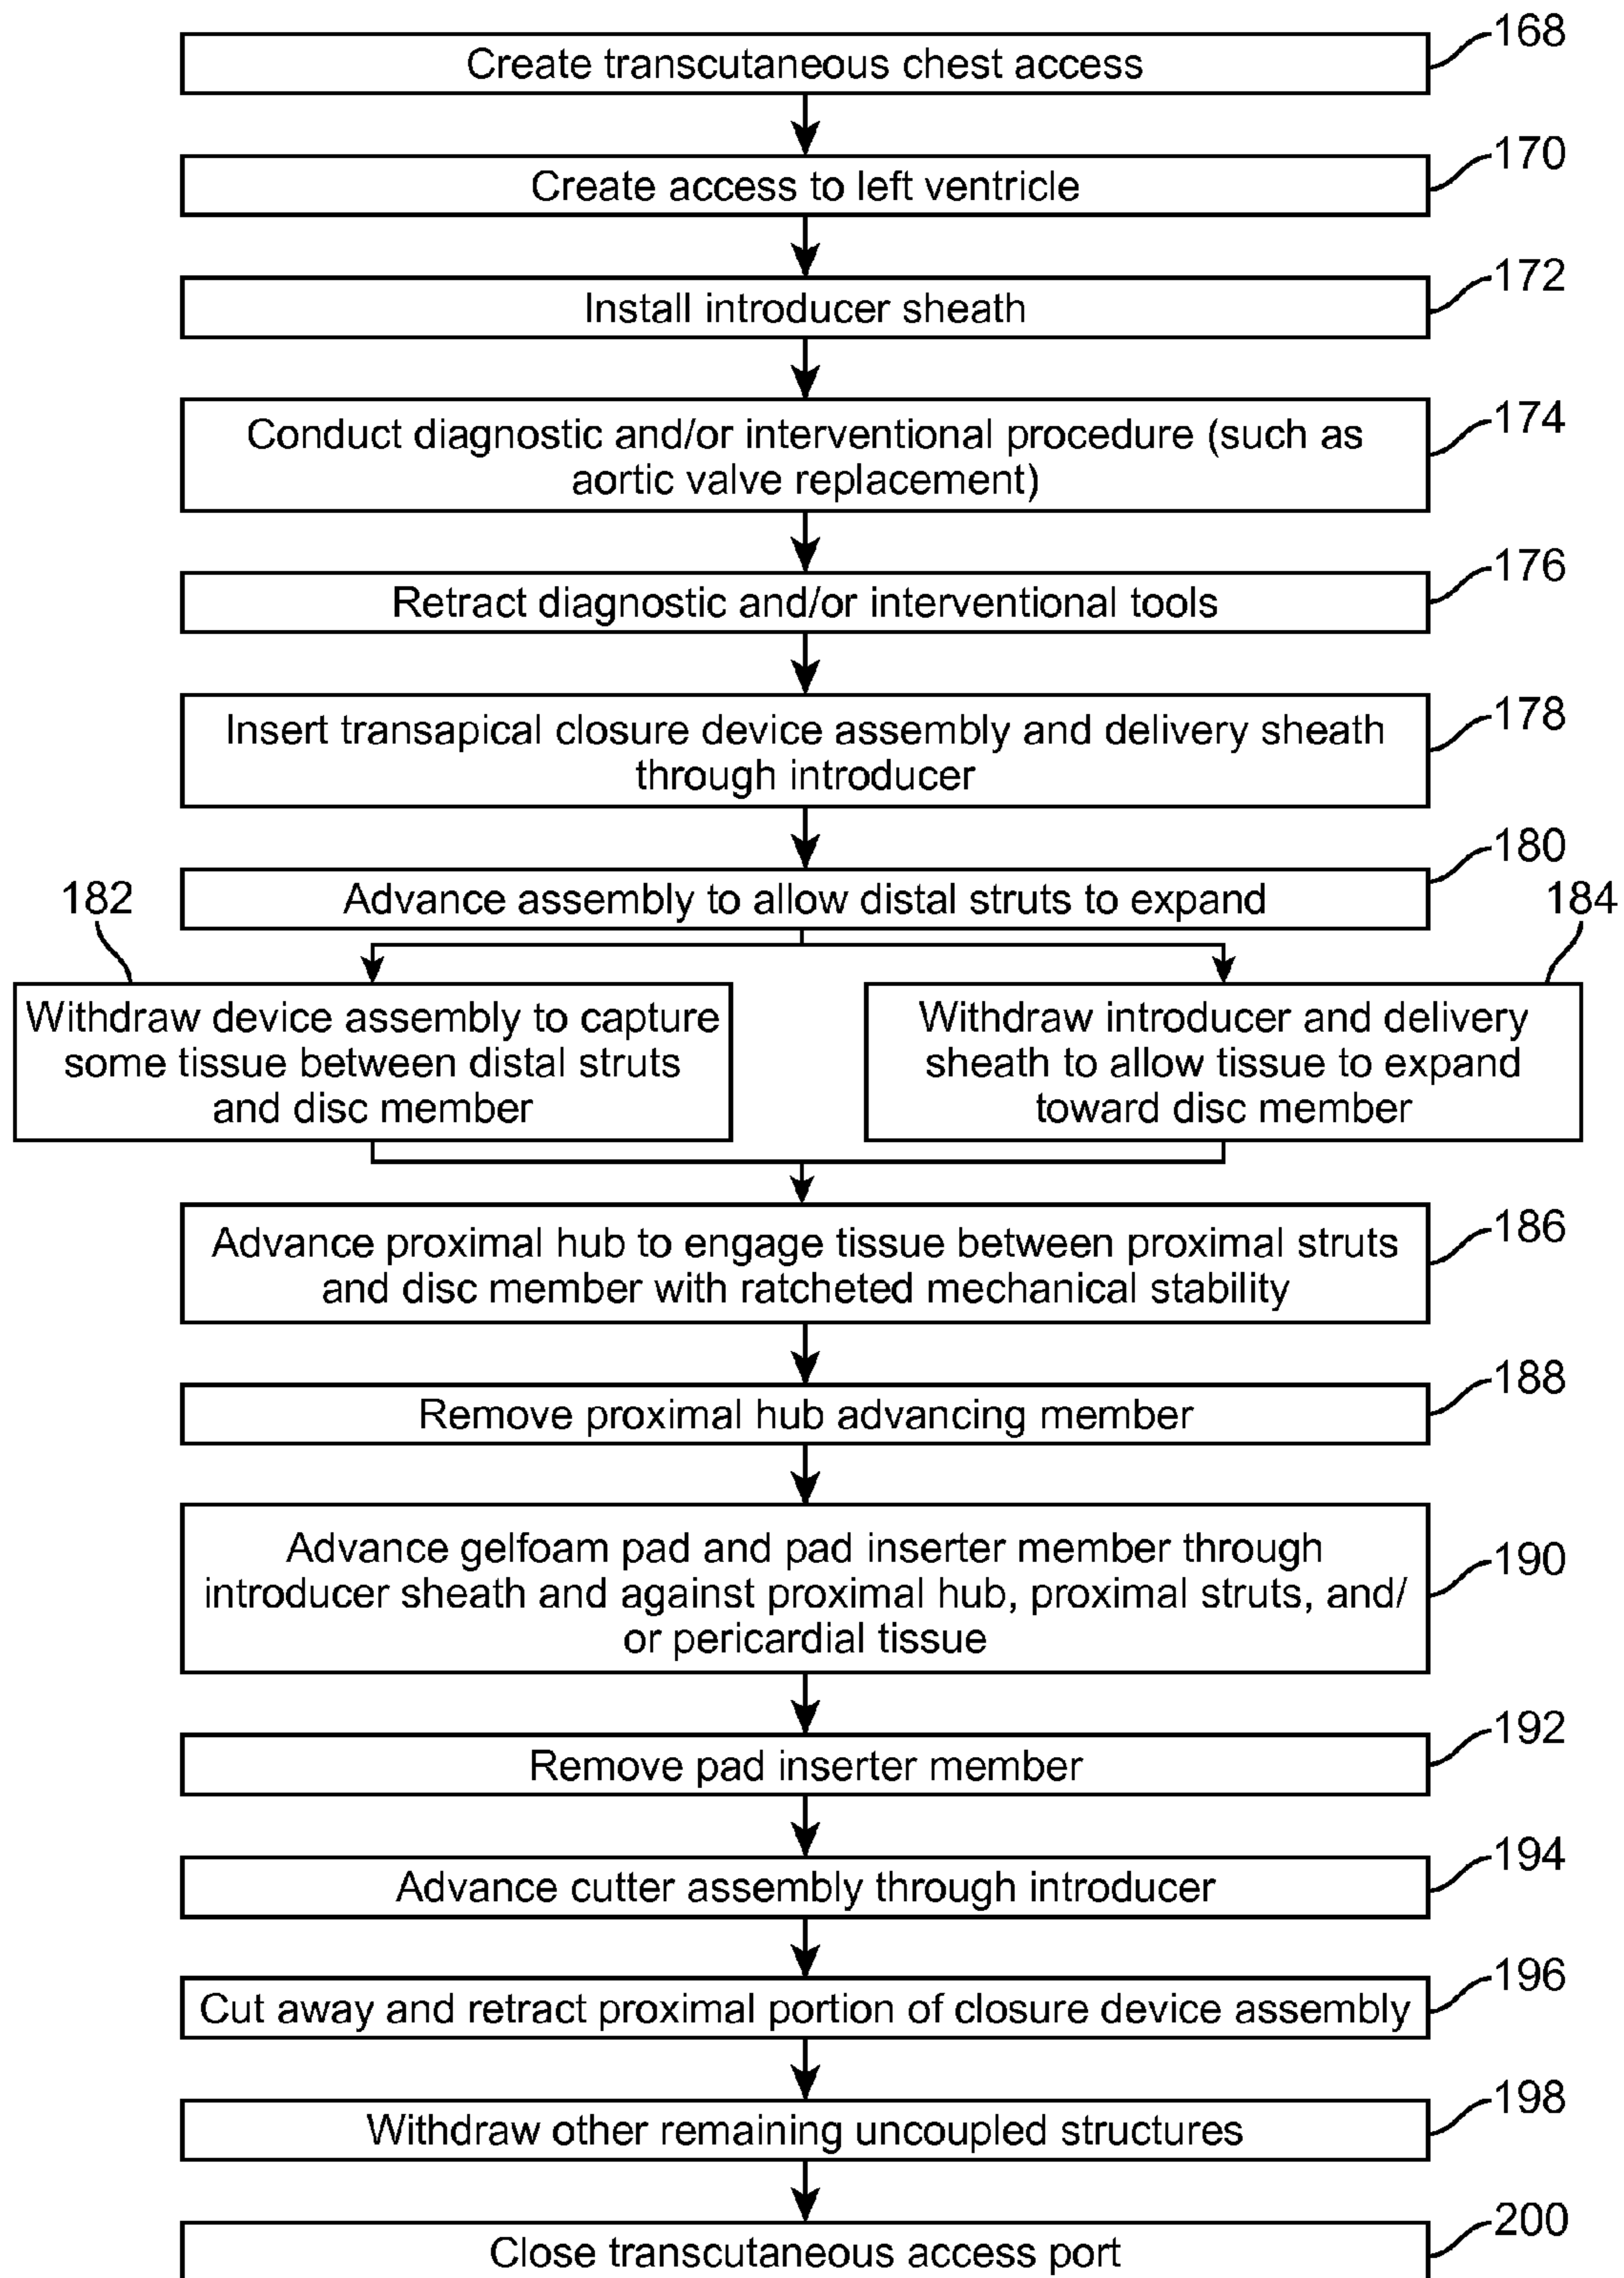 168
Create transcutaneous chest access
170
Create access to left ventricle
172
Install introducer sheath
174
Conduct diagnostic and/or interventional procedure (such as
aortic valve replacement)
176
Retract diagnostic and/or interventional tools
178
Insert transapical closure device assembly and delivery sheath
through introducer
180
Advance assembly to allow distal struts to expand
182
184
Withdraw device assembly to capture
some tissue between distal struts
and disc member
Withdraw introducer and delivery
sheath to allow tissue to expand
toward disc member
186
Advance proximal hub to engage tissue between proximal struts
and disc member with ratcheted mechanical stability
188
Remove proximal hub advancing member
190
Advance gelfoam pad and pad inserter member through
introducer sheath and against proximal hub, proximal struts, and/
or pericardial tissue
192
Remove pad inserter member
194
Advance cutter assembly through introducer
196
Cut away and retract proximal portion of closure device assembly
198
Withdraw other remaining uncoupled structures
200
Close transcutaneous access port